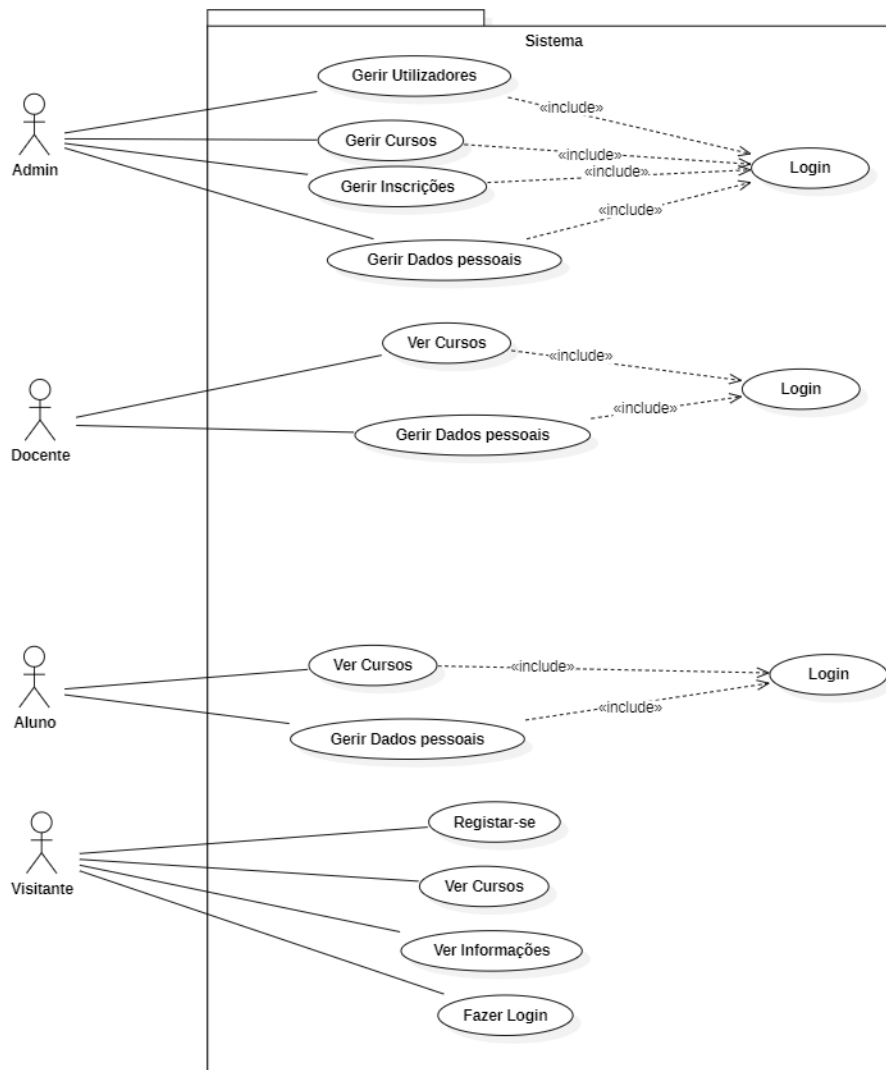 Sistema
Gerir Utilizadores
«include»
Admin
Gerir Cursos
«include»
Login
Gerir Inscrições
«include»
«include»
Gerir Dados pessoais
Ver Cursos
«include»
Login
Docente
Gerir Dados pessoais
«include»
Ver Cursos
«include»
Login
Aluno
Gerir Dados pessoais
«include»
Visitante
Registar-se
Ver Cursos
Ver Informações
Fazer Login